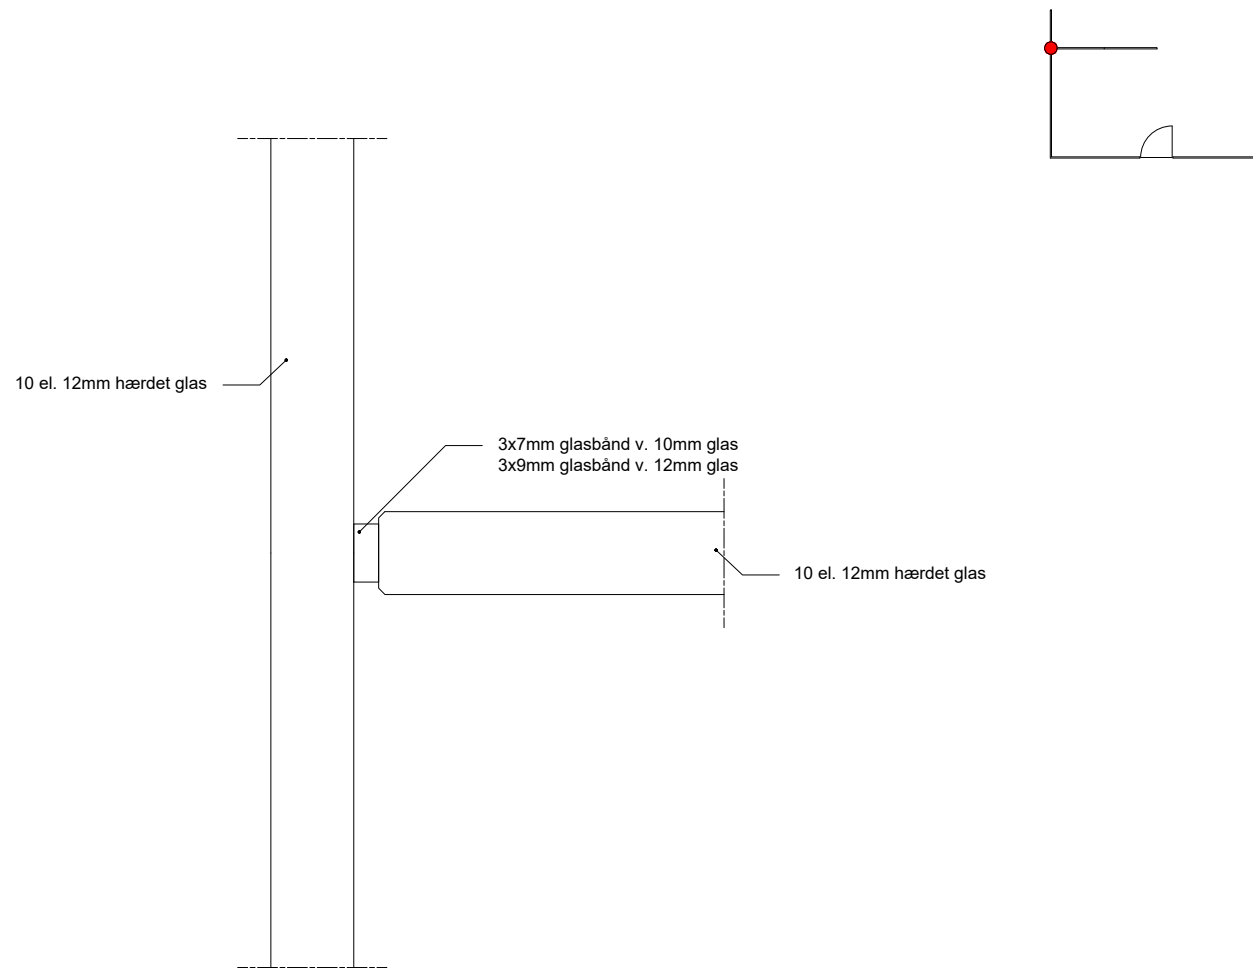 10 el. 12mm hærdet glas
3x7mm glasbånd v. 10mm glas
3x9mm glasbånd v. 12mm glas
10 el. 12mm hærdet glas